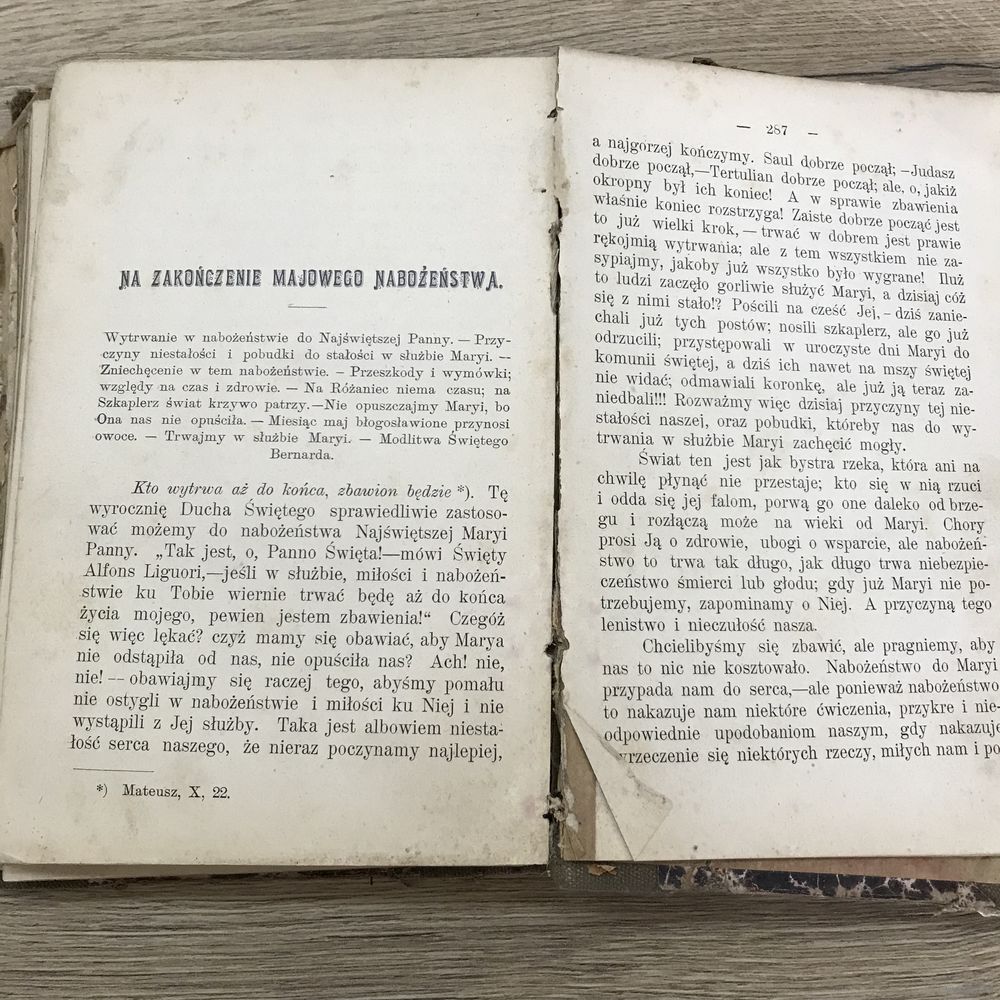 NA ZAKOŃCZENIE MAJOWEGO NABOŻEŃSTWA.
Wytrwanie w nabożeństwie do Najświętszej Panny. — Przy-
czyny niestałości i pobudki do stałości w służbie Maryi. —
Zniechęcenie w tem nabożeństwie. - Przeszkody i wymówki;
względy na czas i zdrowie. — Na Różaniec niema czasu; na
Szkaplerz świat krzywo patrzy.—Nie opuszczajmy Maryi, bo
Ona nas nie opuściła. — Miesiąc maj błogosławione przynosi
owoce. — Trwajmy w służbie Maryi. — Modlitwa Świętego
Bernarda.
Kto wytrwa aż do końca, zbawion będzie *). Tę
wyrocznię Ducha Świętego sprawiedliwie zastoso-
wać możemy do nabożeństwa Najświętszej Maryi
Panny. „Tak jest, o, Panno Święta!—mówi Święty
Alfons Liguori,—jeśli w służbie, miłości i nabożeń-
stwie ku Tobie wiernie trwać będę aż do końca
życia mojego, pewien jestem zbawienia!“ Czegóż
się więc lękać? czyż mamy się obawiać, aby Marya
nie odstąpiła od nas, nie opuściła nas? Ach! nie,
nie! — obawiajmy się raczej tego, abyśmy pomału
nie ostygli w nabożeństwie i miłości ku Niej i nie
wystąpili z Jej służby. Taka jest albowiem niesta-
łość serca naszego, że nieraz poczynamy najlepiej,
*) Mateusz, X, 22.
— 287 —
a najgorzej kończymy. Saul dobrze począł; —Judasz
dobrze począł,—Tertulian dobrze począł; ale, o, jakiż
okropny był ich koniec! A w sprawie zbawienia
właśnie koniec rozstrzyga! Zaiste dobrze począć jest
to już wielki krok, — trwać w dobrem jest prawie
rękojmią wytrwania; ale z tem wszystkiem nie za-
sypiajmy, jakoby już wszystko było wygrane! Iluż
to ludzi zaczęło gorliwie służyć Maryi, a dzisiaj cóż
się z nimi stało!? Pościli na cześć Jej, - dziś zanie-
chali już tych postów; nosili szkaplerz, ale go już
odrzucili; przystępowali w uroczyste dni Maryi do
komunii świętej, a dziś ich nawet na mszy świętej
nie widać; odmawiali koronkę, ale już ją teraz za-
niedbali!!! Rozważmy więc dzisiaj przyczyny tej nie-
stałości naszej, oraz pobudki, któreby nas do wy-
trwania w służbie Maryi zachęcić mogły.
Świat ten jest jak bystra rzeka, która ani na
chwilę płynąć nie przestaje; kto się w nią rzuci
i odda się jej falom, porwą go one daleko od brze-
gu i rozłączą może na wieki od Maryi. Chory
prosi Ją o zdrowie, ubogi o wsparcie, ale nabożeń-
stwo to trwa tak długo, jak długo trwa niebezpie-
czeństwo śmierci lub głodu; gdy już Maryi nie po-
trzebujemy, zapominamy o Niej. A przyczyną tego
lenistwo i nieczułość nasza.
Chcielibyśmy się zbawić, ale pragniemy, aby
nas to nic nie kosztowało. Nabożeństwo do Maryi
przypada nam do serca,—ale ponieważ nabożeństwo
to nakazuje nam niektóre ćwiczenia, przykre i nie-
odpowiednie upodobaniom naszym, gdy nakazuje
yrzeczenie się niektórych rzeczy, miłych nam i po